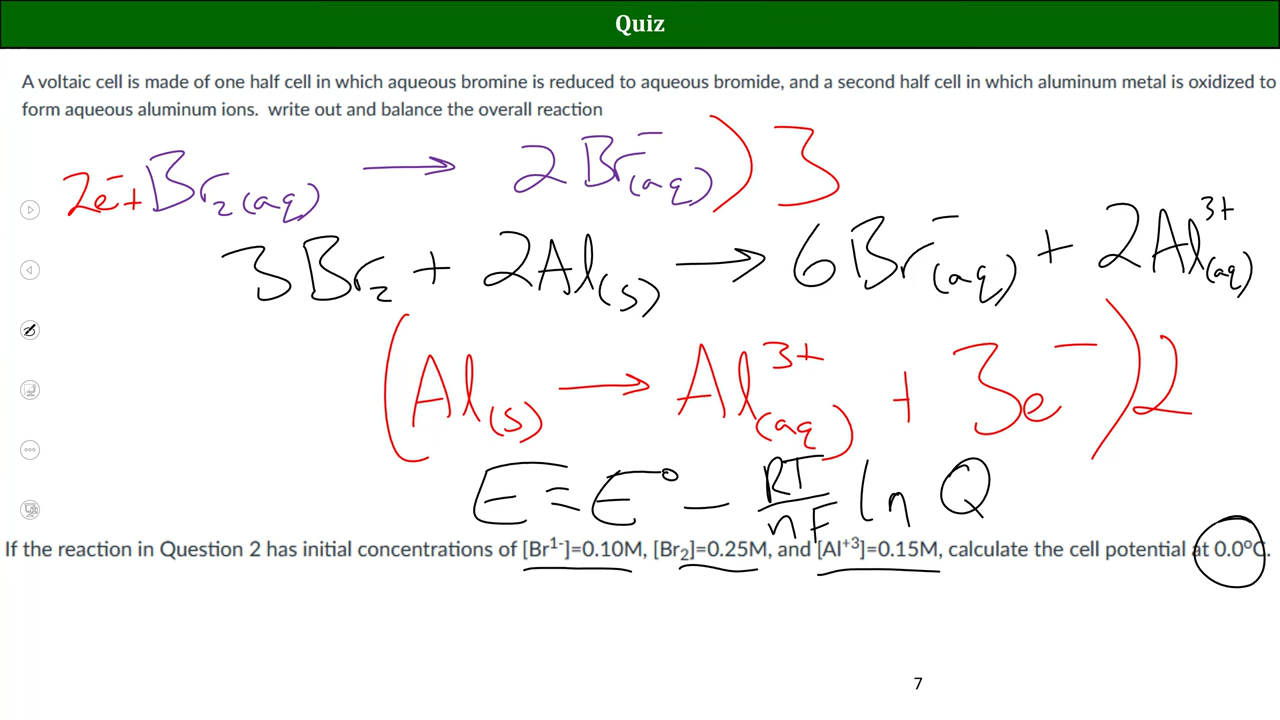 Quiz
A voltaic cell is made of one half cell in which aqueous bromine is reduced to aqueous bromide, and a second half cell in which aluminum metal is oxidized to
form aqueous aluminum ions. write out and balance the overall reaction
2e⁻+Br₂(aq) → 2Br⁻(aq) ) 3
3Br₂ + 2Al(s) → 6Br⁻(aq) + 2Al³⁺(aq)
(Al(s) → Al³⁺(aq) + 3e⁻) 2
E = E° − RT/nF ln Q
If the reaction in Question 2 has initial concentrations of [Br¹⁻]=0.10M, [Br₂]=0.25M, and [Al⁺³]=0.15M, calculate the cell potential at 0.0°C.
7